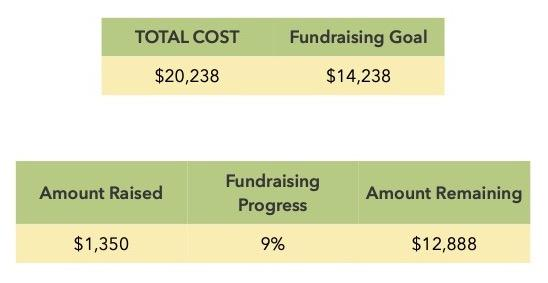 TOTAL COST Fundraising Goal
$20,238 $14,238
Amount Raised Fundraising Progress Amount Remaining
$1,350 9% $12,888